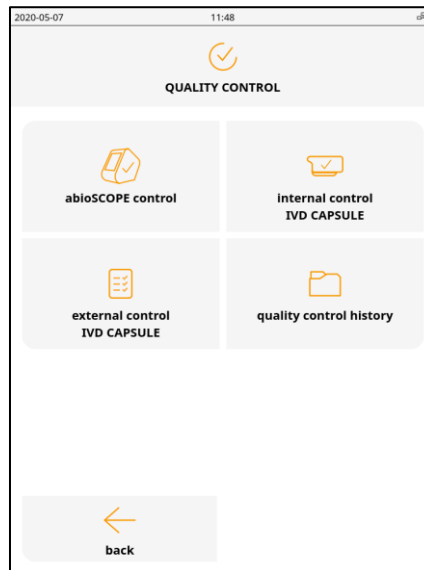 2020-05-07 11:48
QUALITY CONTROL
abioSCOPE control
internal control
IVD CAPSULE
external control
IVD CAPSULE
quality control history
back